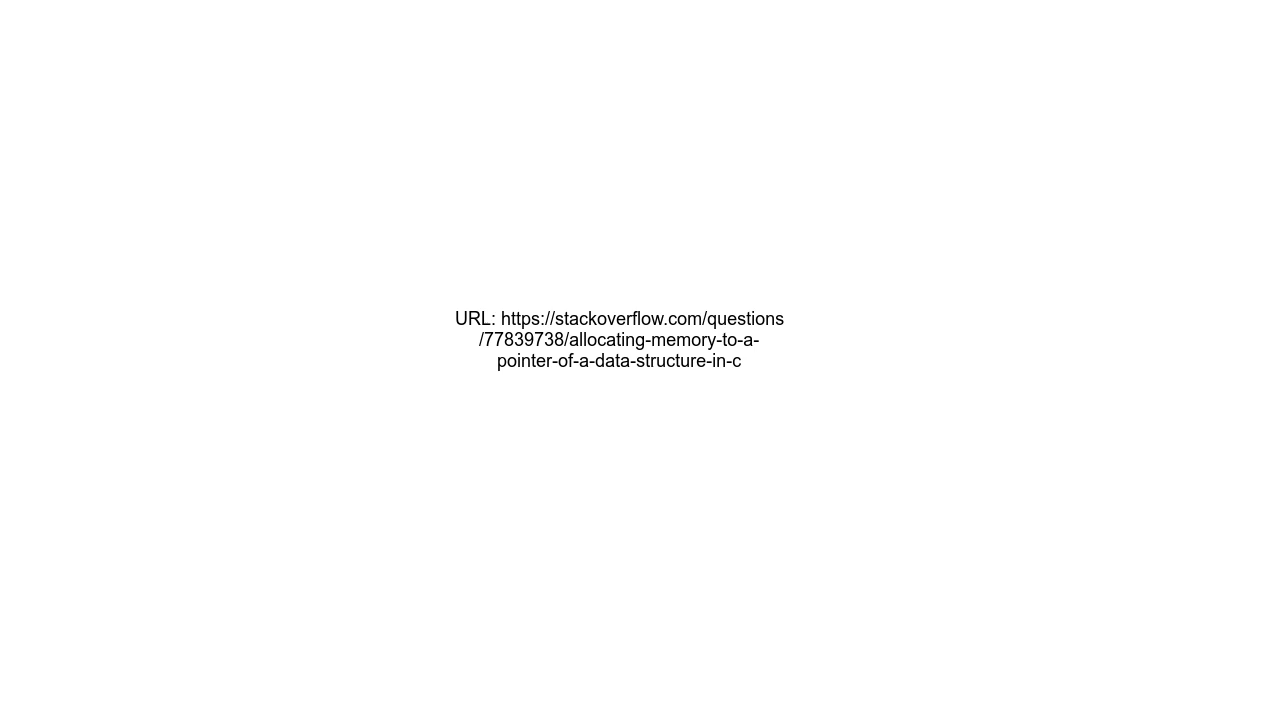 URL: https://stackoverflow.com/questions
/77839738/allocating-memory-to-a-
pointer-of-a-data-structure-in-c